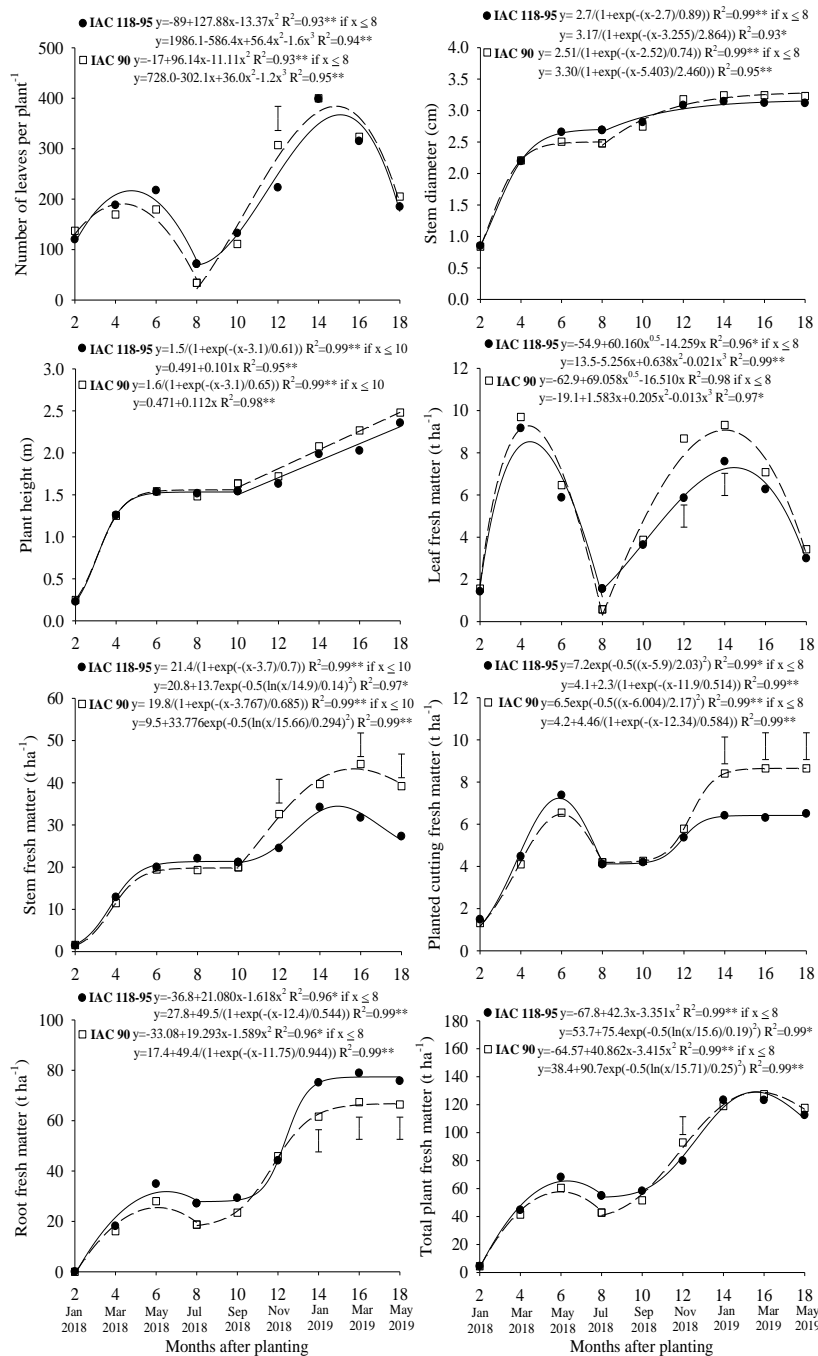 IAC 118-95 y=-89+127.88x-13.37x² R²=0.93** if x ≤ 8
y=1986.1-586.4x+56.4x²-1.6x³ R²=0.94**
IAC 90 y=-17+96.14x-11.11x² R²=0.93** if x ≤ 8
y=728.0-302.1x+36.0x²-1.2x³ R²=0.95**
Number of leaves per plant⁻¹
500
400
300
200
100
0
2 4 6 8 10 12 14 16 18
IAC 118-95 y= 2.7/(1+exp(-(x-2.7)/0.89)) R²=0.99** if x ≤ 8
y= 3.17/(1+exp(-(x-3.255)/2.864)) R²=0.93*
IAC 90 y= 2.51/(1+exp(-(x-2.52)/0.74)) R²=0.99** if x ≤ 8
y= 3.30/(1+exp(-(x-5.403)/2.460)) R²=0.95**
Stem diameter (cm)
5.0
4.0
3.5
3.0
2.5
2.0
1.5
1.0
0.5
0.0
2 4 6 8 10 12 14 16 18
IAC 118-95 y=1.5/(1+exp(-(x-3.1)/0.61)) R²=0.99** if x ≤ 10
y=0.491+0.101x R²=0.95**
IAC 90 y=1.6/(1+exp(-(x-3.1)/0.65)) R²=0.99** if x ≤ 10
y=0.471+0.112x R²=0.98**
Plant height (m)
3.0
2.5
2.0
1.5
1.0
0.5
0.0
2 4 6 8 10 12 14 16 18
IAC 118-95 y=-54.9+60.160x^0.5-14.259x R²=0.96* if x ≤ 8
y=13.5-5.256x+0.638x²-0.021x³ R²=0.99**
IAC 90 y=-62.9+69.058x^0.5-16.510x R²=0.98 if x ≤ 8
y=-19.1+1.583x+0.205x²-0.013x³ R²=0.97*
Leaf fresh matter (t ha⁻¹)
12
10
8
6
4
2
0
2 4 6 8 10 12 14 16 18
IAC 118-95 y= 21.4/(1+exp(-(x-3.7)/0.7)) R²=0.99** if x ≤ 10
y=20.8+13.7exp(-0.5(ln(x/14.9)/0.14)²) R²=0.97*
IAC 90 y= 19.8/(1+exp(-(x-3.767)/0.685)) R²=0.99** if x ≤ 10
y=9.5+33.776exp(-0.5(ln(x/15.66)/0.294)²) R²=0.99**
Stem fresh matter (t ha⁻¹)
60
50
40
30
20
10
0
2 4 6 8 10 12 14 16 18
IAC 118-95 y=7.2exp(-0.5((x-5.9)/2.03)²) R²=0.99* if x ≤ 8
y=4.1+2.3/(1+exp(-(x-11.9)/0.514)) R²=0.99**
IAC 90 y=6.5exp(-0.5((x-6.004)/2.17)²) R²=0.99** if x ≤ 8
y=4.2+4.46/(1+exp(-(x-12.34)/0.584)) R²=0.99**
Planted cutting fresh matter (t ha⁻¹)
12
10
8
6
4
2
0
2 4 6 8 10 12 14 16 18
IAC 118-95 y=-36.8+21.080x-1.618x² R²=0.96* if x ≤ 8
y=27.8+49.5/(1+exp(-(x-12.4)/0.544)) R²=0.99**
IAC 90 y=-33.08+19.293x-1.589x² R²=0.96* if x ≤ 8
y=17.4+49.4/(1+exp(-(x-11.75)/0.944)) R²=0.99**
Root fresh matter (t ha⁻¹)
100
80
60
40
20
0
2 4 6 8 10 12 14 16 18
Jan Mar May Jul Sep Nov Jan Mar May
2018 2018 2018 2018 2018 2018 2019 2019 2019
Months after planting
IAC 118-95 y=-67.8+42.3x-3.351x² R²=0.99** if x ≤ 8
y=53.7+75.4exp(-0.5(ln(x/15.6)/0.19)²) R²=0.99*
IAC 90 y=-64.57+40.862x-3.415x² R²=0.99** if x ≤ 8
y=38.4+90.7exp(-0.5(ln(x/15.71)/0.25)²) R²=0.99**
Total plant fresh matter (t ha⁻¹)
180
160
140
120
100
80
60
40
20
0
2 4 6 8 10 12 14 16 18
Jan Mar May Jul Sep Nov Jan Mar May
2018 2018 2018 2018 2018 2018 2019 2019 2019
Months after planting